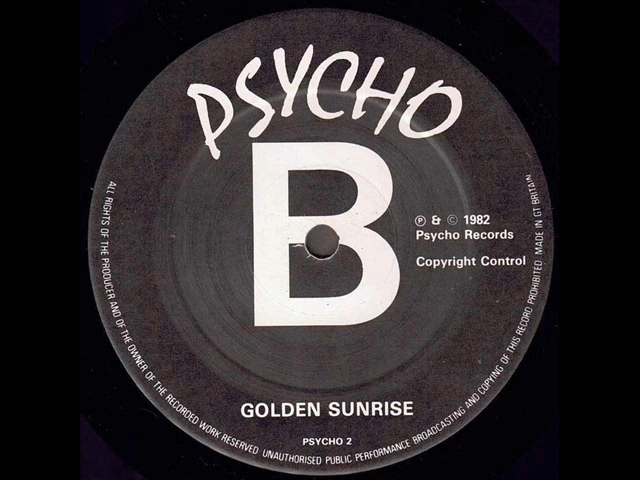 PSYCHO
B
℗ & © 1982
Psycho Records
Copyright Control
GOLDEN SUNRISE
PSYCHO 2
ALL RIGHTS OF THE PRODUCER AND OF THE OWNER OF THE RECORDED WORK RESERVED UNAUTHORISED PUBLIC PERFORMANCE BROADCASTING AND COPYING OF THIS RECORD PROHIBITED. MADE IN GT BRITAIN